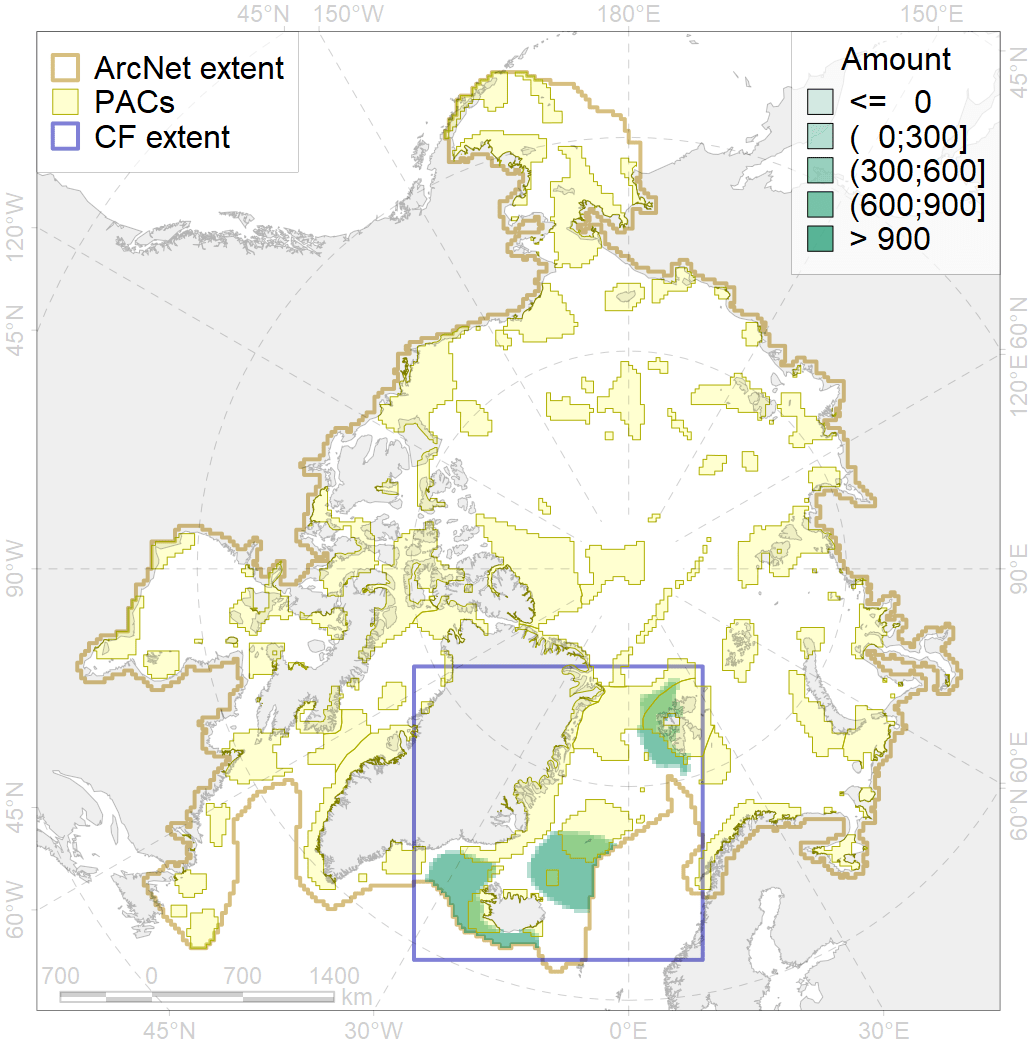 45°N 150°W 180°E 150°E
ArcNet extent
PACs
CF extent
Amount
<= 0
( 0;300]
(300;600]
(600;900]
> 900
45°N
120°W
60°N
45°N
120°E
90°W
90°E
60°E
45°N
60°N
60°W
700 0 700 1400
km
45°N 30°W 0°E 30°E